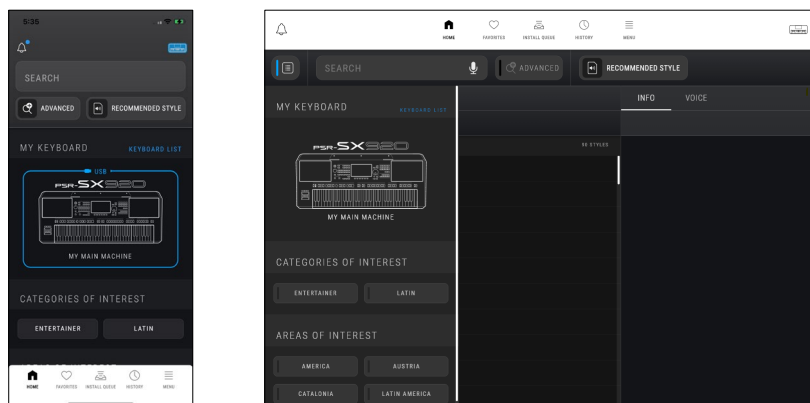 5:35
SEARCH
ADVANCED
RECOMMENDED STYLE
MY KEYBOARD
KEYBOARD LIST
USB
PSR-SX920
MY MAIN MACHINE
CATEGORIES OF INTEREST
ENTERTAINER
LATIN
HOME
FAVORITES
INSTALL QUEUE
HISTORY
MENU
HOME
FAVORITES
INSTALL QUEUE
HISTORY
MENU
SEARCH
ADVANCED
RECOMMENDED STYLE
MY KEYBOARD
KEYBOARD LIST
INFO
VOICE
PSR-SX920
MY MAIN MACHINE
CATEGORIES OF INTEREST
ENTERTAINER
LATIN
AREAS OF INTEREST
AMERICA
AUSTRIA
CATALONIA
LATIN AMERICA